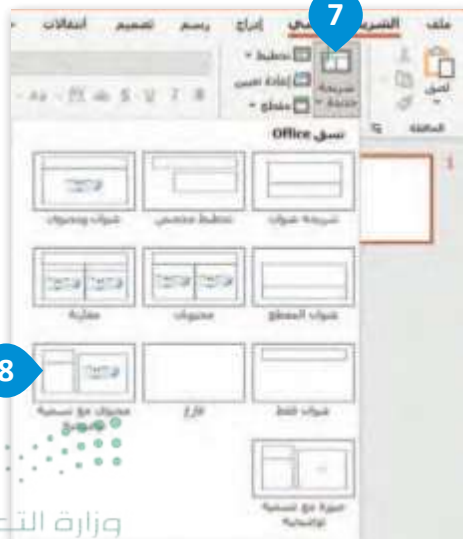 7
ملف الشريط إدراج رسم تصميم انتقالات
لصق
الحافظة
شريحة جديدة
تخطيط
إعادة تعيين
مقطع
نسق Office
1
شريحة عنوان تخطيط مخصص عنوان ومحتوى
عنوان المقطع محتويان مقارنة
8
عنوان فقط فارغ محتوى مع تسمية توضيحية
صورة مع تسمية توضيحية
وزارة التعـ